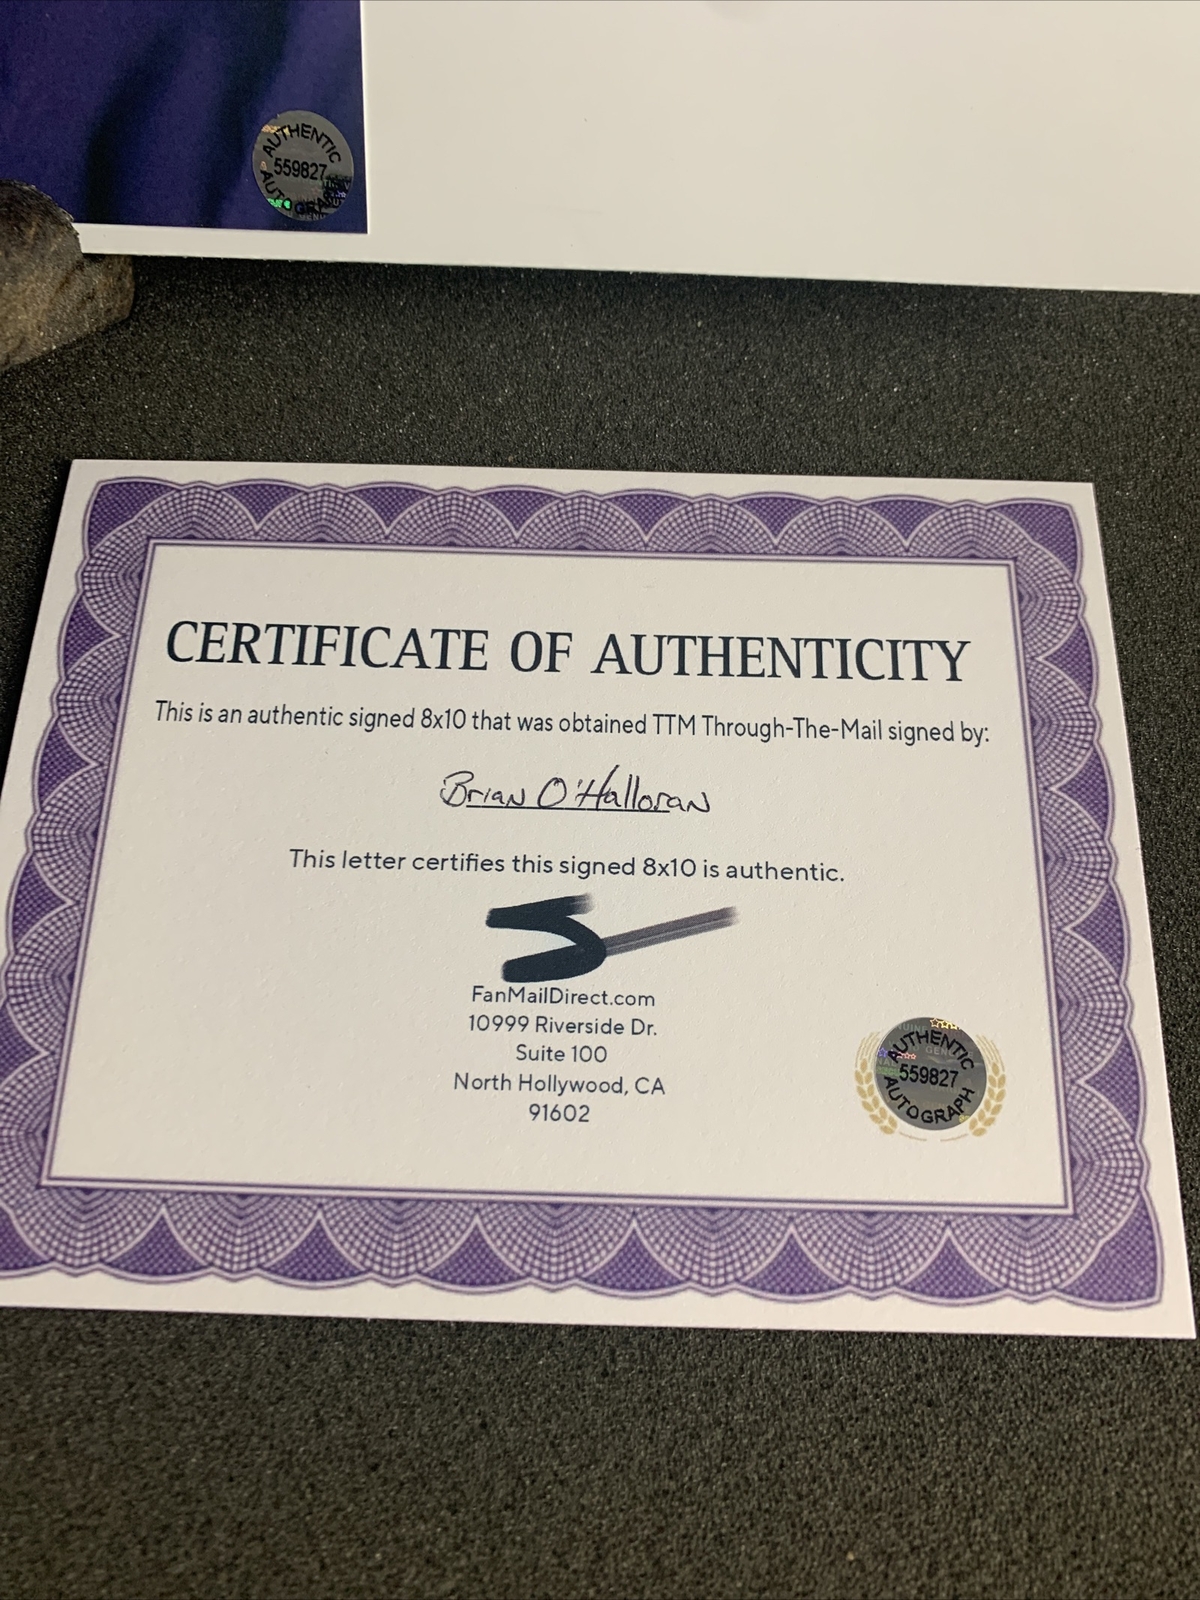 AUTHENTIC
559827
AUTOGRAPH
CERTIFICATE OF AUTHENTICITY
This is an authentic signed 8x10 that was obtained TTM Through-The-Mail signed by:
Brian O'Halloran
This letter certifies this signed 8x10 is authentic.
FanMailDirect.com
10999 Riverside Dr.
Suite 100
North Hollywood, CA
91602
AUTHENTIC
559827
AUTOGRAPH